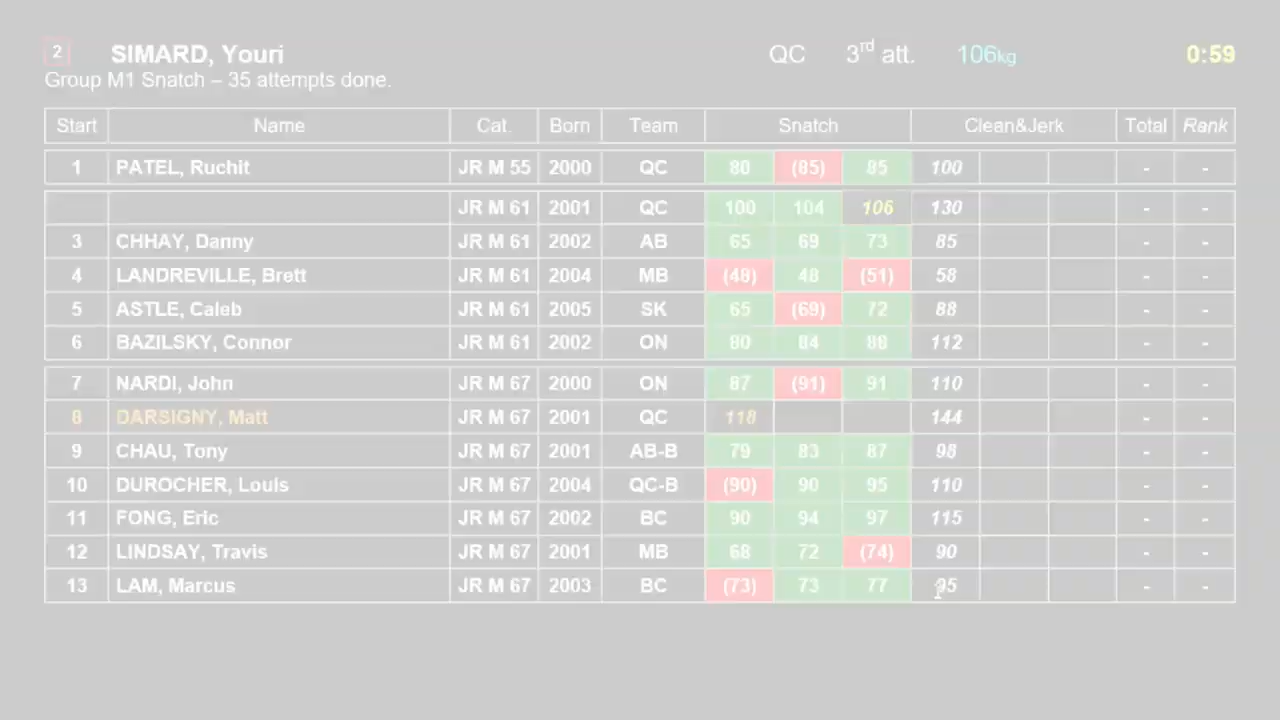 2 SIMARD, Youri QC 3rd att. 106kg 0:59
Group M1 Snatch – 35 attempts done.
Start Name Cat. Born Team Snatch Clean&Jerk Total Rank
1 PATEL, Ruchit JR M 55 2000 QC 80 (85) 85 100 - -
JR M 61 2001 QC 100 104 106 130 - -
3 CHHAY, Danny JR M 61 2002 AB 65 69 73 85 - -
4 LANDREVILLE, Brett JR M 61 2004 MB (48) 48 (51) 58 - -
5 ASTLE, Caleb JR M 61 2005 SK 65 (69) 72 88 - -
6 BAZILSKY, Connor JR M 61 2002 ON 80 84 88 112 - -
7 NARDI, John JR M 67 2000 ON 87 (91) 91 110 - -
8 DARSIGNY, Matt JR M 67 2001 QC 118 144 - -
9 CHAU, Tony JR M 67 2001 AB-B 79 83 87 98 - -
10 DUROCHER, Louis JR M 67 2004 QC-B (90) 90 95 110 - -
11 FONG, Eric JR M 67 2002 BC 90 94 97 115 - -
12 LINDSAY, Travis JR M 67 2001 MB 68 72 (74) 90 - -
13 LAM, Marcus JR M 67 2003 BC (73) 73 77 95 - -